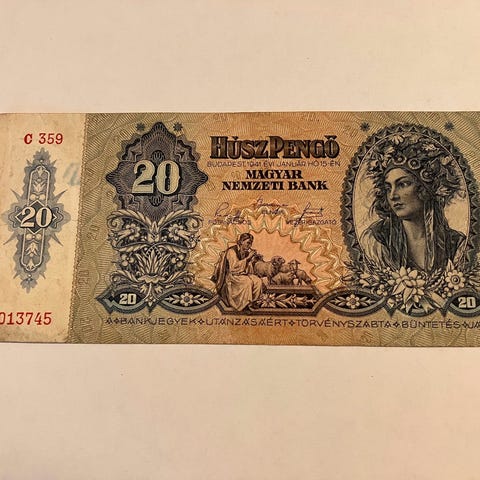 C 359
20
013745
20
HÚSZ PENGŐ
BUDAPEST, 1941. ÉVI JANUÁR HÓ 15-ÉN
MAGYAR
NEMZETI BANK
20
20
A BANKJEGYEK UTÁNZÁSÁÉRT TÖRVÉNYSZABTA BÜNTETÉS JÁ